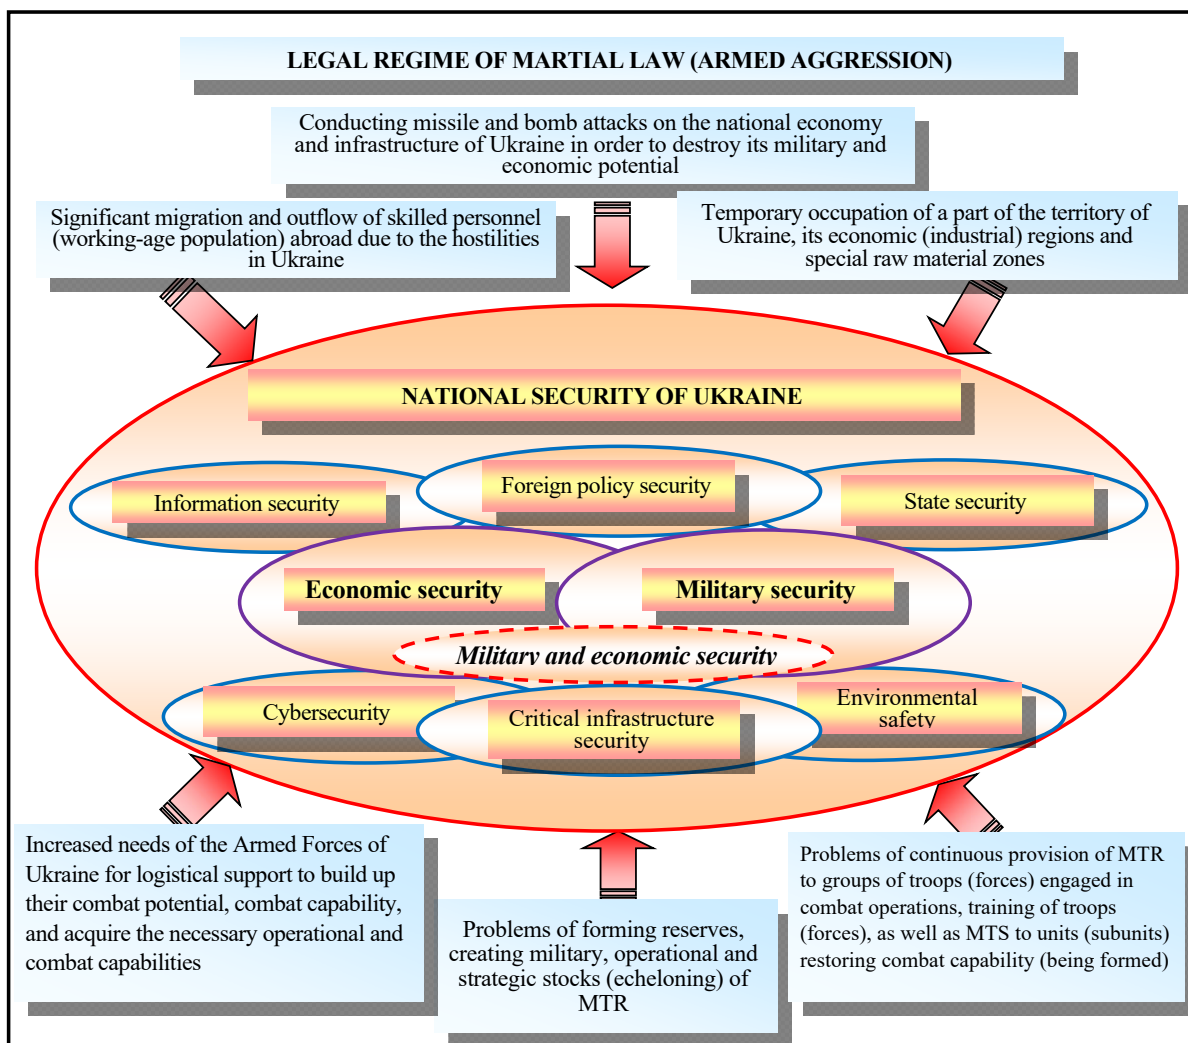 LEGAL REGIME OF MARTIAL LAW (ARMED AGGRESSION)
Conducting missile and bomb attacks on the national economy
and infrastructure of Ukraine in order to destroy its military and
economic potential
Significant migration and outflow of skilled personnel
(working-age population) abroad due to the hostilities
in Ukraine
Temporary occupation of a part of the territory of
Ukraine, its economic (industrial) regions and
special raw material zones
NATIONAL SECURITY OF UKRAINE
Information security
Foreign policy security
State security
Economic security
Military security
Military and economic security
Cybersecurity
Critical infrastructure
security
Environmental
safety
Increased needs of the Armed Forces of
Ukraine for logistical support to build up
their combat potential, combat capability,
and acquire the necessary operational and
combat capabilities
Problems of forming reserves,
creating military, operational and
strategic stocks (echeloning) of
MTR
Problems of continuous provision of MTR
to groups of troops (forces) engaged in
combat operations, training of troops
(forces), as well as MTS to units (subunits)
restoring combat capability (being formed)